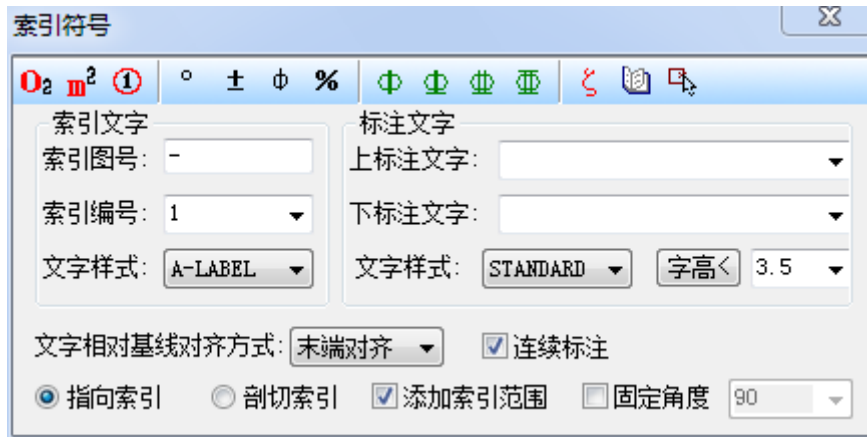 索引符号
O₂ m² ① ° ± ϕ %
索引文字 标注文字
索引图号: - 上标注文字:
索引编号: 1 下标注文字:
文字样式: A-LABEL 文字样式: STANDARD 字高< 3.5
文字相对基线对齐方式: 末端对齐 连续标注
指向索引 剖切索引 添加索引范围 固定角度 90